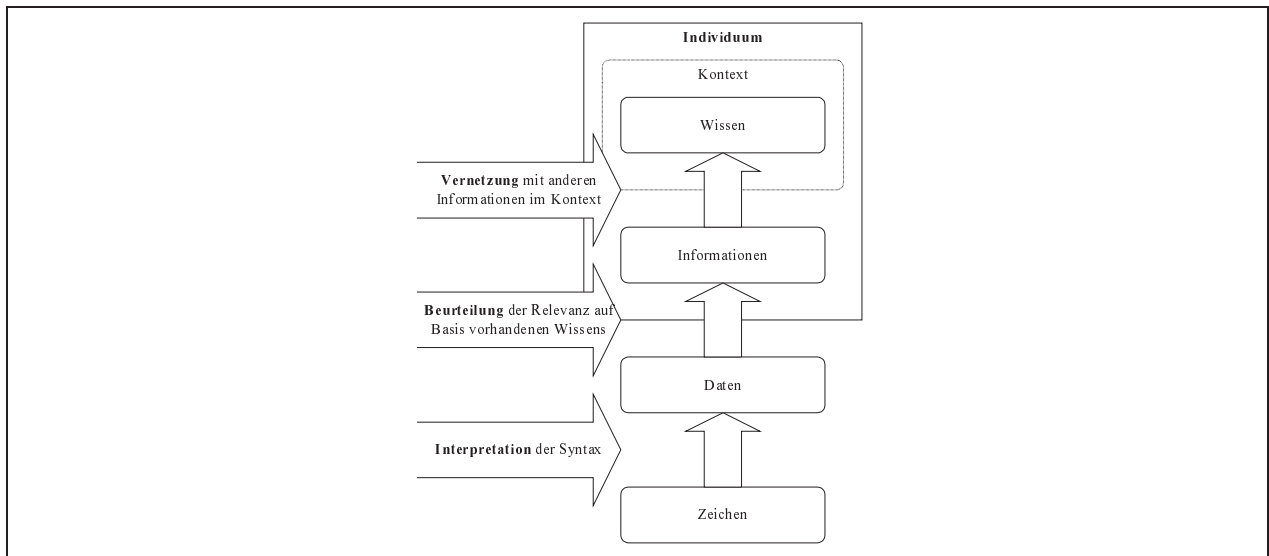 Individuum
Kontext
Wissen
Vernetzung mit anderen
Informationen im Kontext
Informationen
Beurteilung der Relevanz auf
Basis vorhandenen Wissens
Daten
Interpretation der Syntax
Zeichen